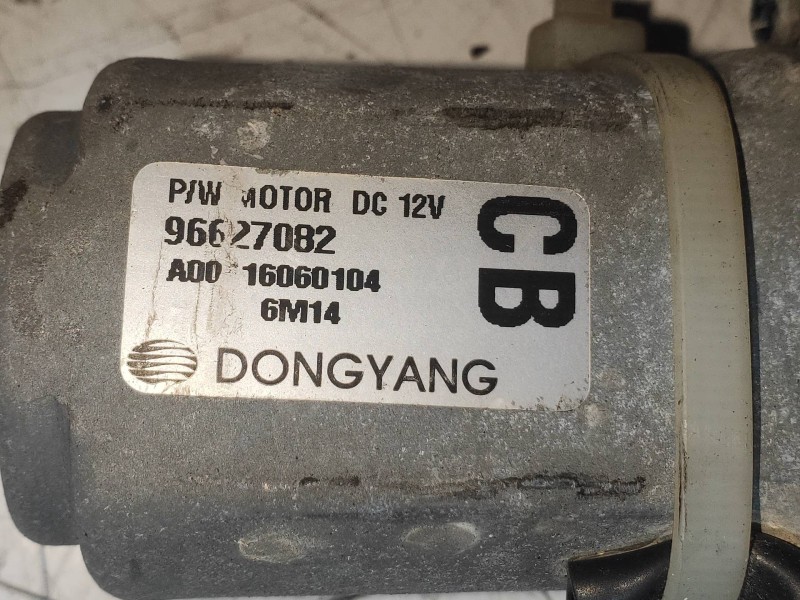 P/W MOTOR DC 12V
96627082
A00 16060104
6M14
DONGYANG
CB